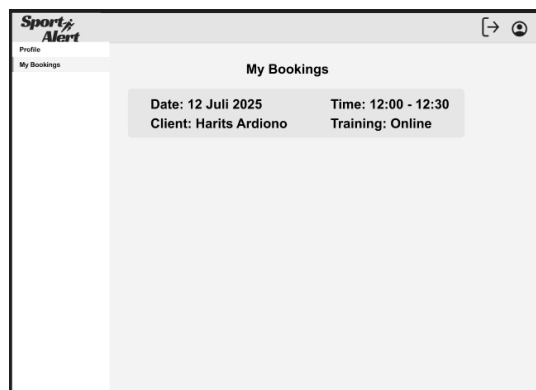 Sport
Alert
Profile
My Bookings
My Bookings
Date: 12 Juli 2025 Time: 12:00 - 12:30
Client: Harits Ardiono Training: Online